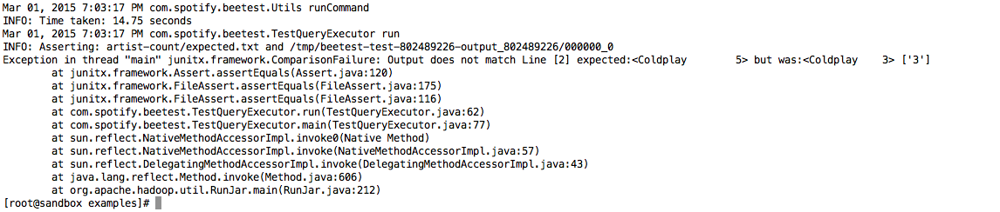 Mar 01, 2015 7:03:17 PM com.spotify.beetest.Utils runCommand
INFO: Time taken: 14.75 seconds
Mar 01, 2015 7:03:17 PM com.spotify.beetest.TestQueryExecutor run
INFO: Asserting: artist-count/expected.txt and /tmp/beetest-test-802489226-output_802489226/000000_0
Exception in thread "main" junitx.framework.ComparisonFailure: Output does not match Line [2] expected:<Coldplay        5> but was:<Coldplay    3> ['3']
        at junitx.framework.Assert.assertEquals(Assert.java:120)
        at junitx.framework.FileAssert.assertEquals(FileAssert.java:175)
        at junitx.framework.FileAssert.assertEquals(FileAssert.java:116)
        at com.spotify.beetest.TestQueryExecutor.run(TestQueryExecutor.java:62)
        at com.spotify.beetest.TestQueryExecutor.main(TestQueryExecutor.java:77)
        at sun.reflect.NativeMethodAccessorImpl.invoke0(Native Method)
        at sun.reflect.NativeMethodAccessorImpl.invoke(NativeMethodAccessorImpl.java:57)
        at sun.reflect.DelegatingMethodAccessorImpl.invoke(DelegatingMethodAccessorImpl.java:43)
        at java.lang.reflect.Method.invoke(Method.java:606)
        at org.apache.hadoop.util.RunJar.main(RunJar.java:212)
[root@sandbox examples]#